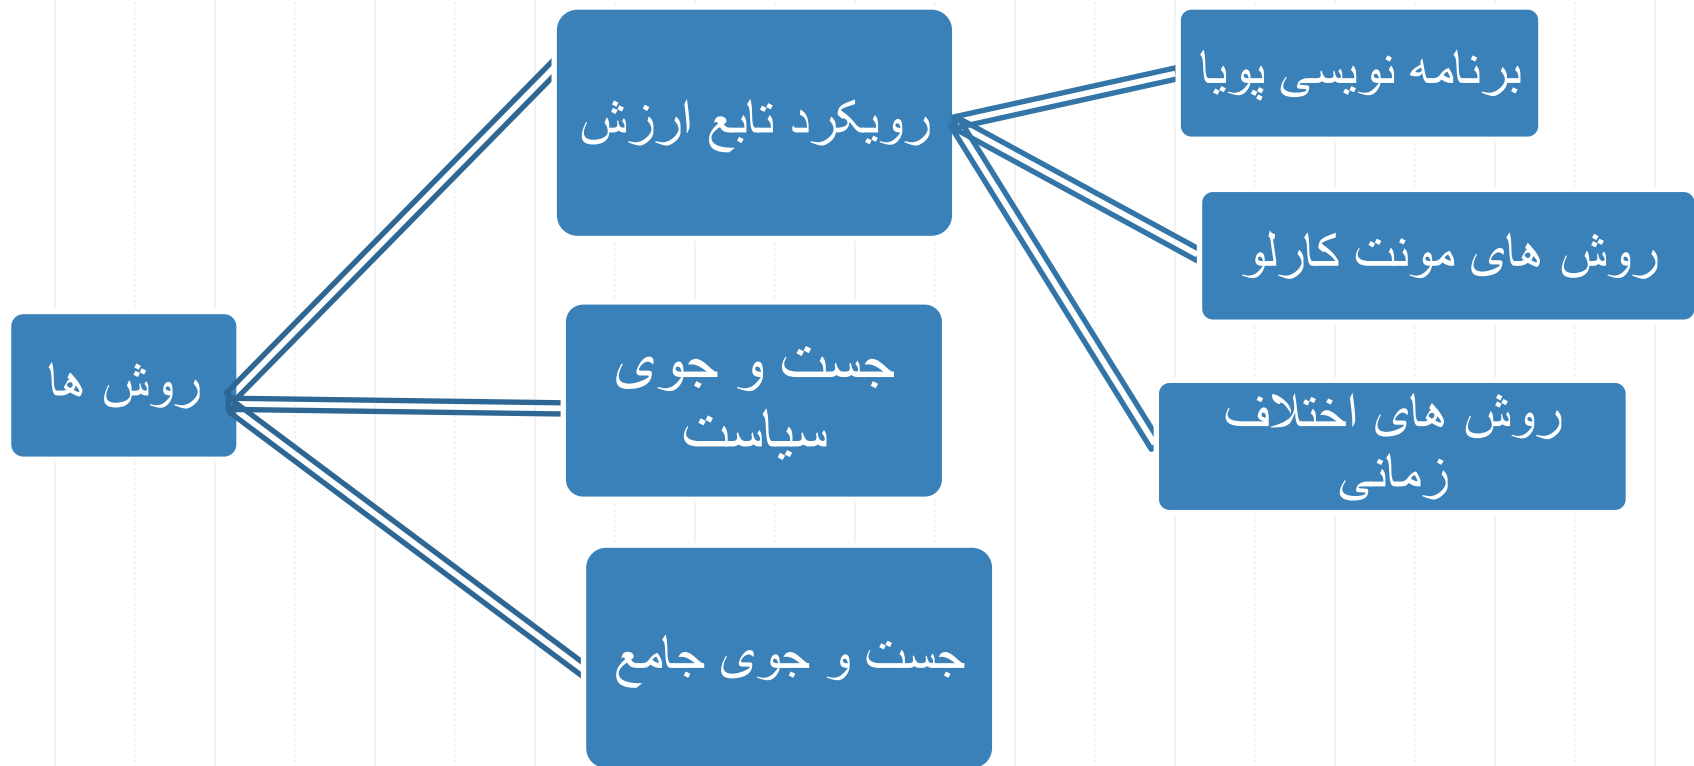 روش ها
رویکرد تابع ارزش
برنامه نویسی پویا
روش های مونت کارلو
روش های اختلاف
زمانی
جست و جوی
سیاست
جست و جوی جامع